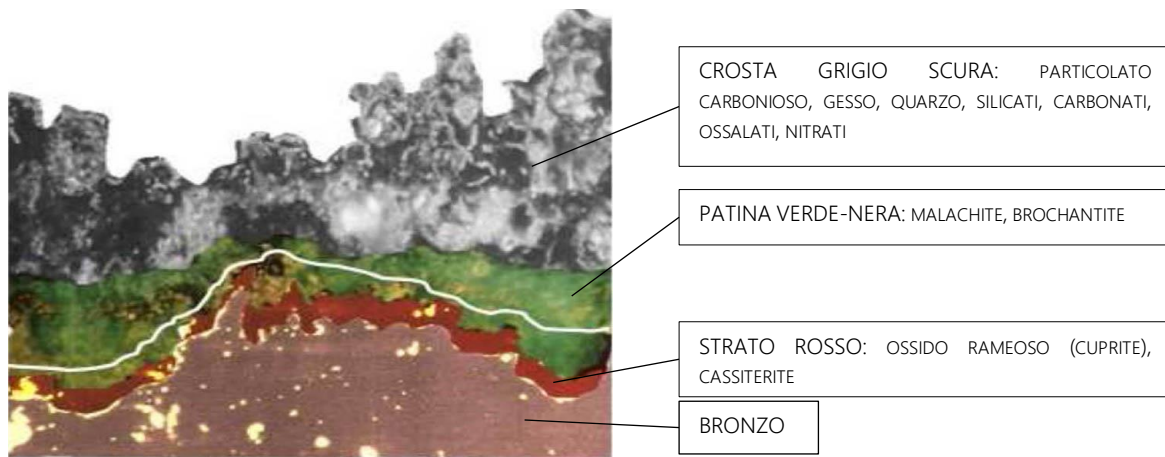 CROSTA GRIGIO SCURA: PARTICOLATO
CARBONIOSO, GESSO, QUARZO, SILICATI, CARBONATI,
OSSALATI, NITRATI
PATINA VERDE-NERA: MALACHITE, BROCHANTITE
STRATO ROSSO: OSSIDO RAMEOSO (CUPRITE),
CASSITERITE
BRONZO